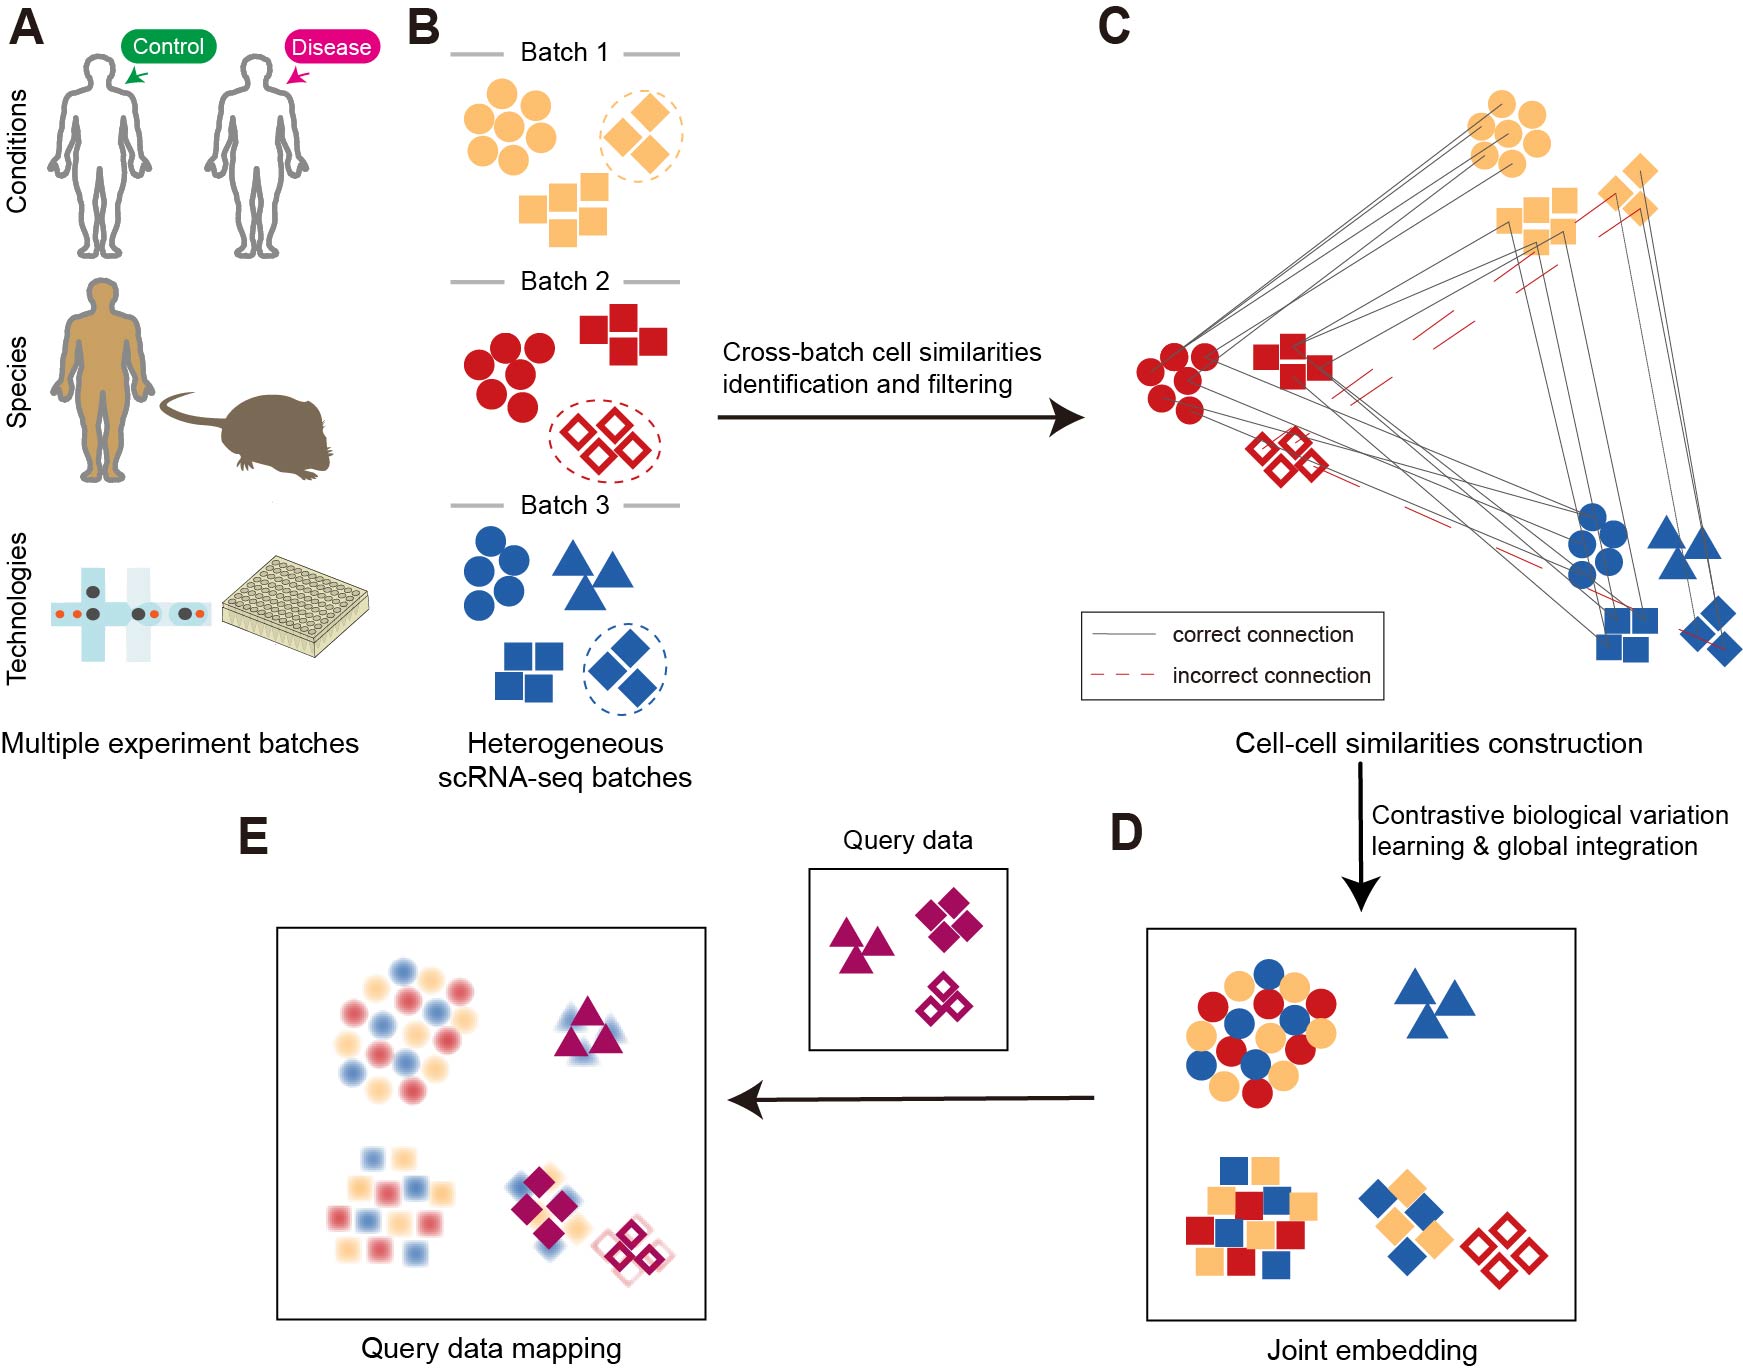 A
Control
Disease
Conditions
Species
Technologies
Multiple experiment batches
B
Batch 1
Batch 2
Batch 3
Heterogeneous
scRNA-seq batches
Cross-batch cell similarities
identification and filtering
C
correct connection
incorrect connection
Cell-cell similarities construction
Contrastive biological variation
learning & global integration
D
Joint embedding
Query data
E
Query data mapping